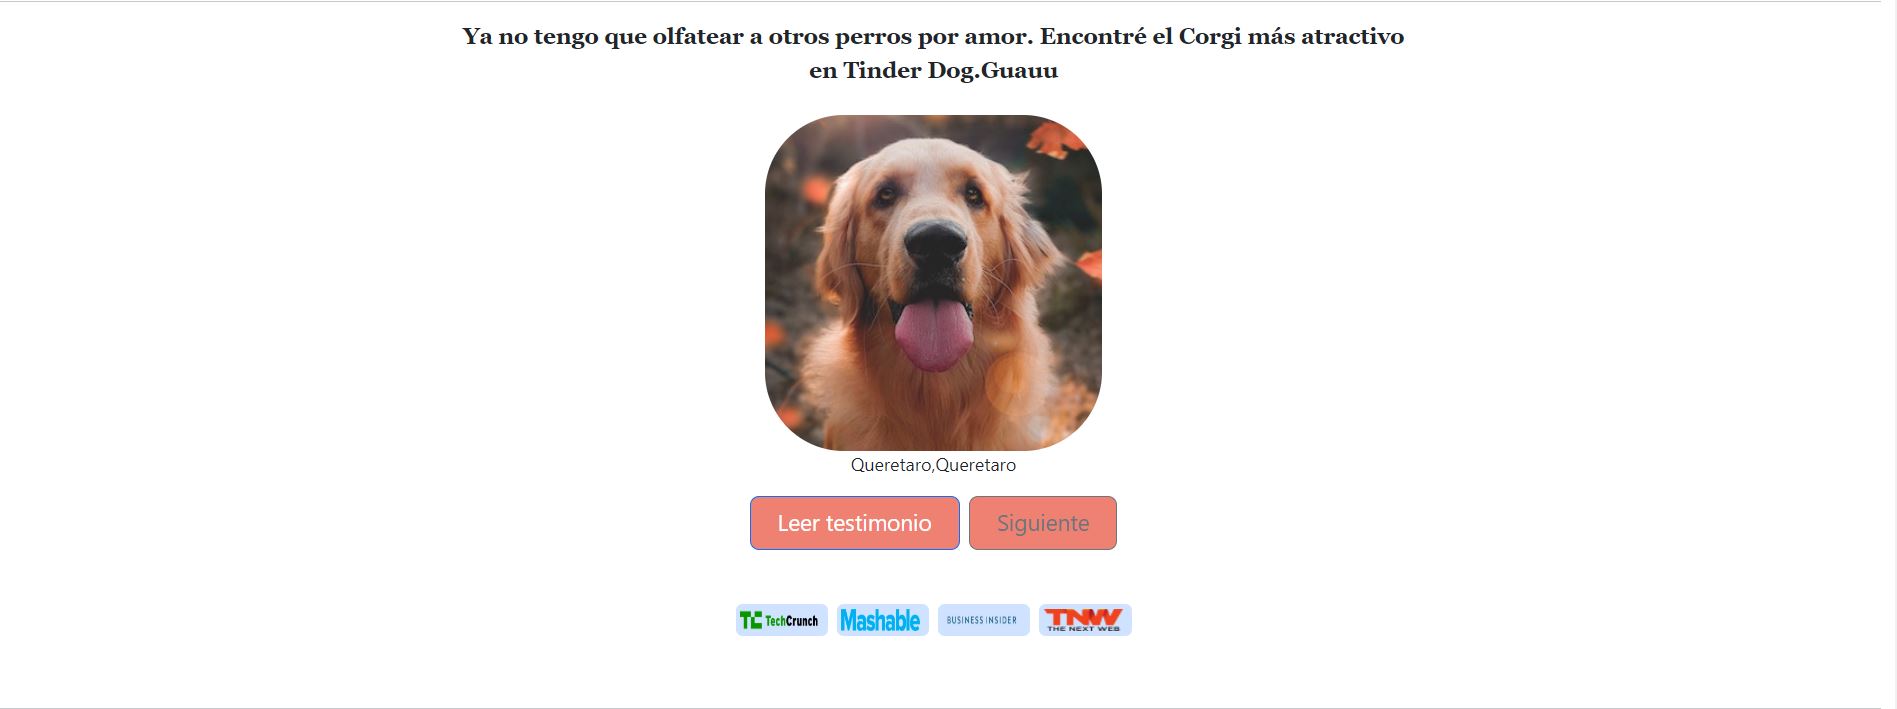 Ya no tengo que olfatear a otros perros por amor. Encontré el Corgi más atractivo
en Tinder Dog.Guauu
Queretaro,Queretaro
Leer testimonio Siguiente
TC TechCrunch Mashable BUSINESS INSIDER TNW
THE NEXT WEB